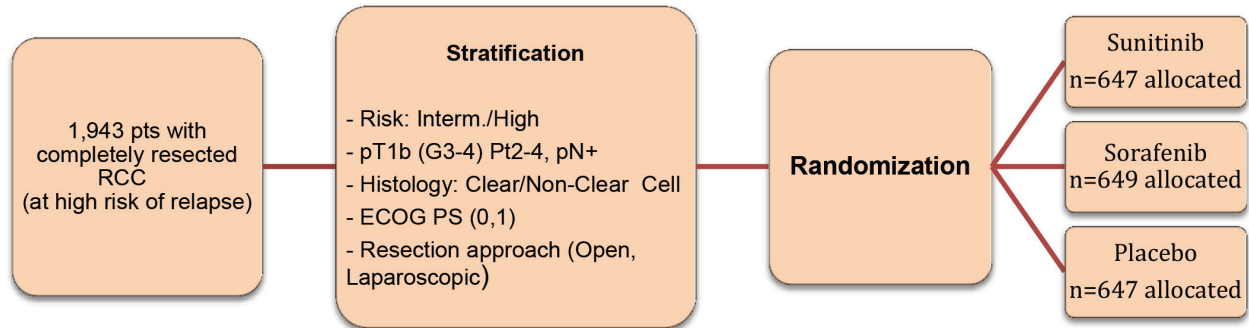 1,943 pts with
completely resected
RCC
(at high risk of relapse)
Stratification
- Risk: Interm./High
- pT1b (G3-4) Pt2-4, pN+
- Histology: Clear/Non-Clear Cell
- ECOG PS (0,1)
- Resection approach (Open,
Laparoscopic)
Randomization
Sunitinib
n=647 allocated
Sorafenib
n=649 allocated
Placebo
n=647 allocated